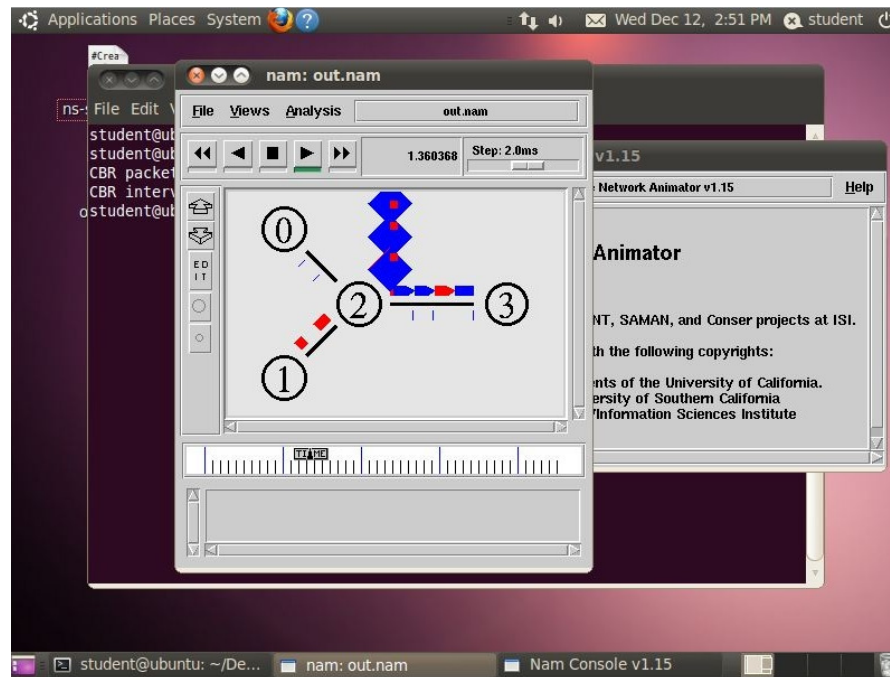 Applications Places System
Wed Dec 12, 2:51 PM student
#Crea
nam: out.nam
File Edit
File Views Analysis out.nam
student@ub
student@ub
CBR packet
CBR interv
student@ub
1.360368 Step: 2.0ms
v1.15
Network Animator v1.15 Help
ED
IT
0
2
3
1
Animator
NT, SAMAN, and Conser projects at ISI.
th the following copyrights:
ents of the University of California.
ersity of Southern California
/Information Sciences Institute
TIME
student@ubuntu: ~/De...
nam: out.nam
Nam Console v1.15